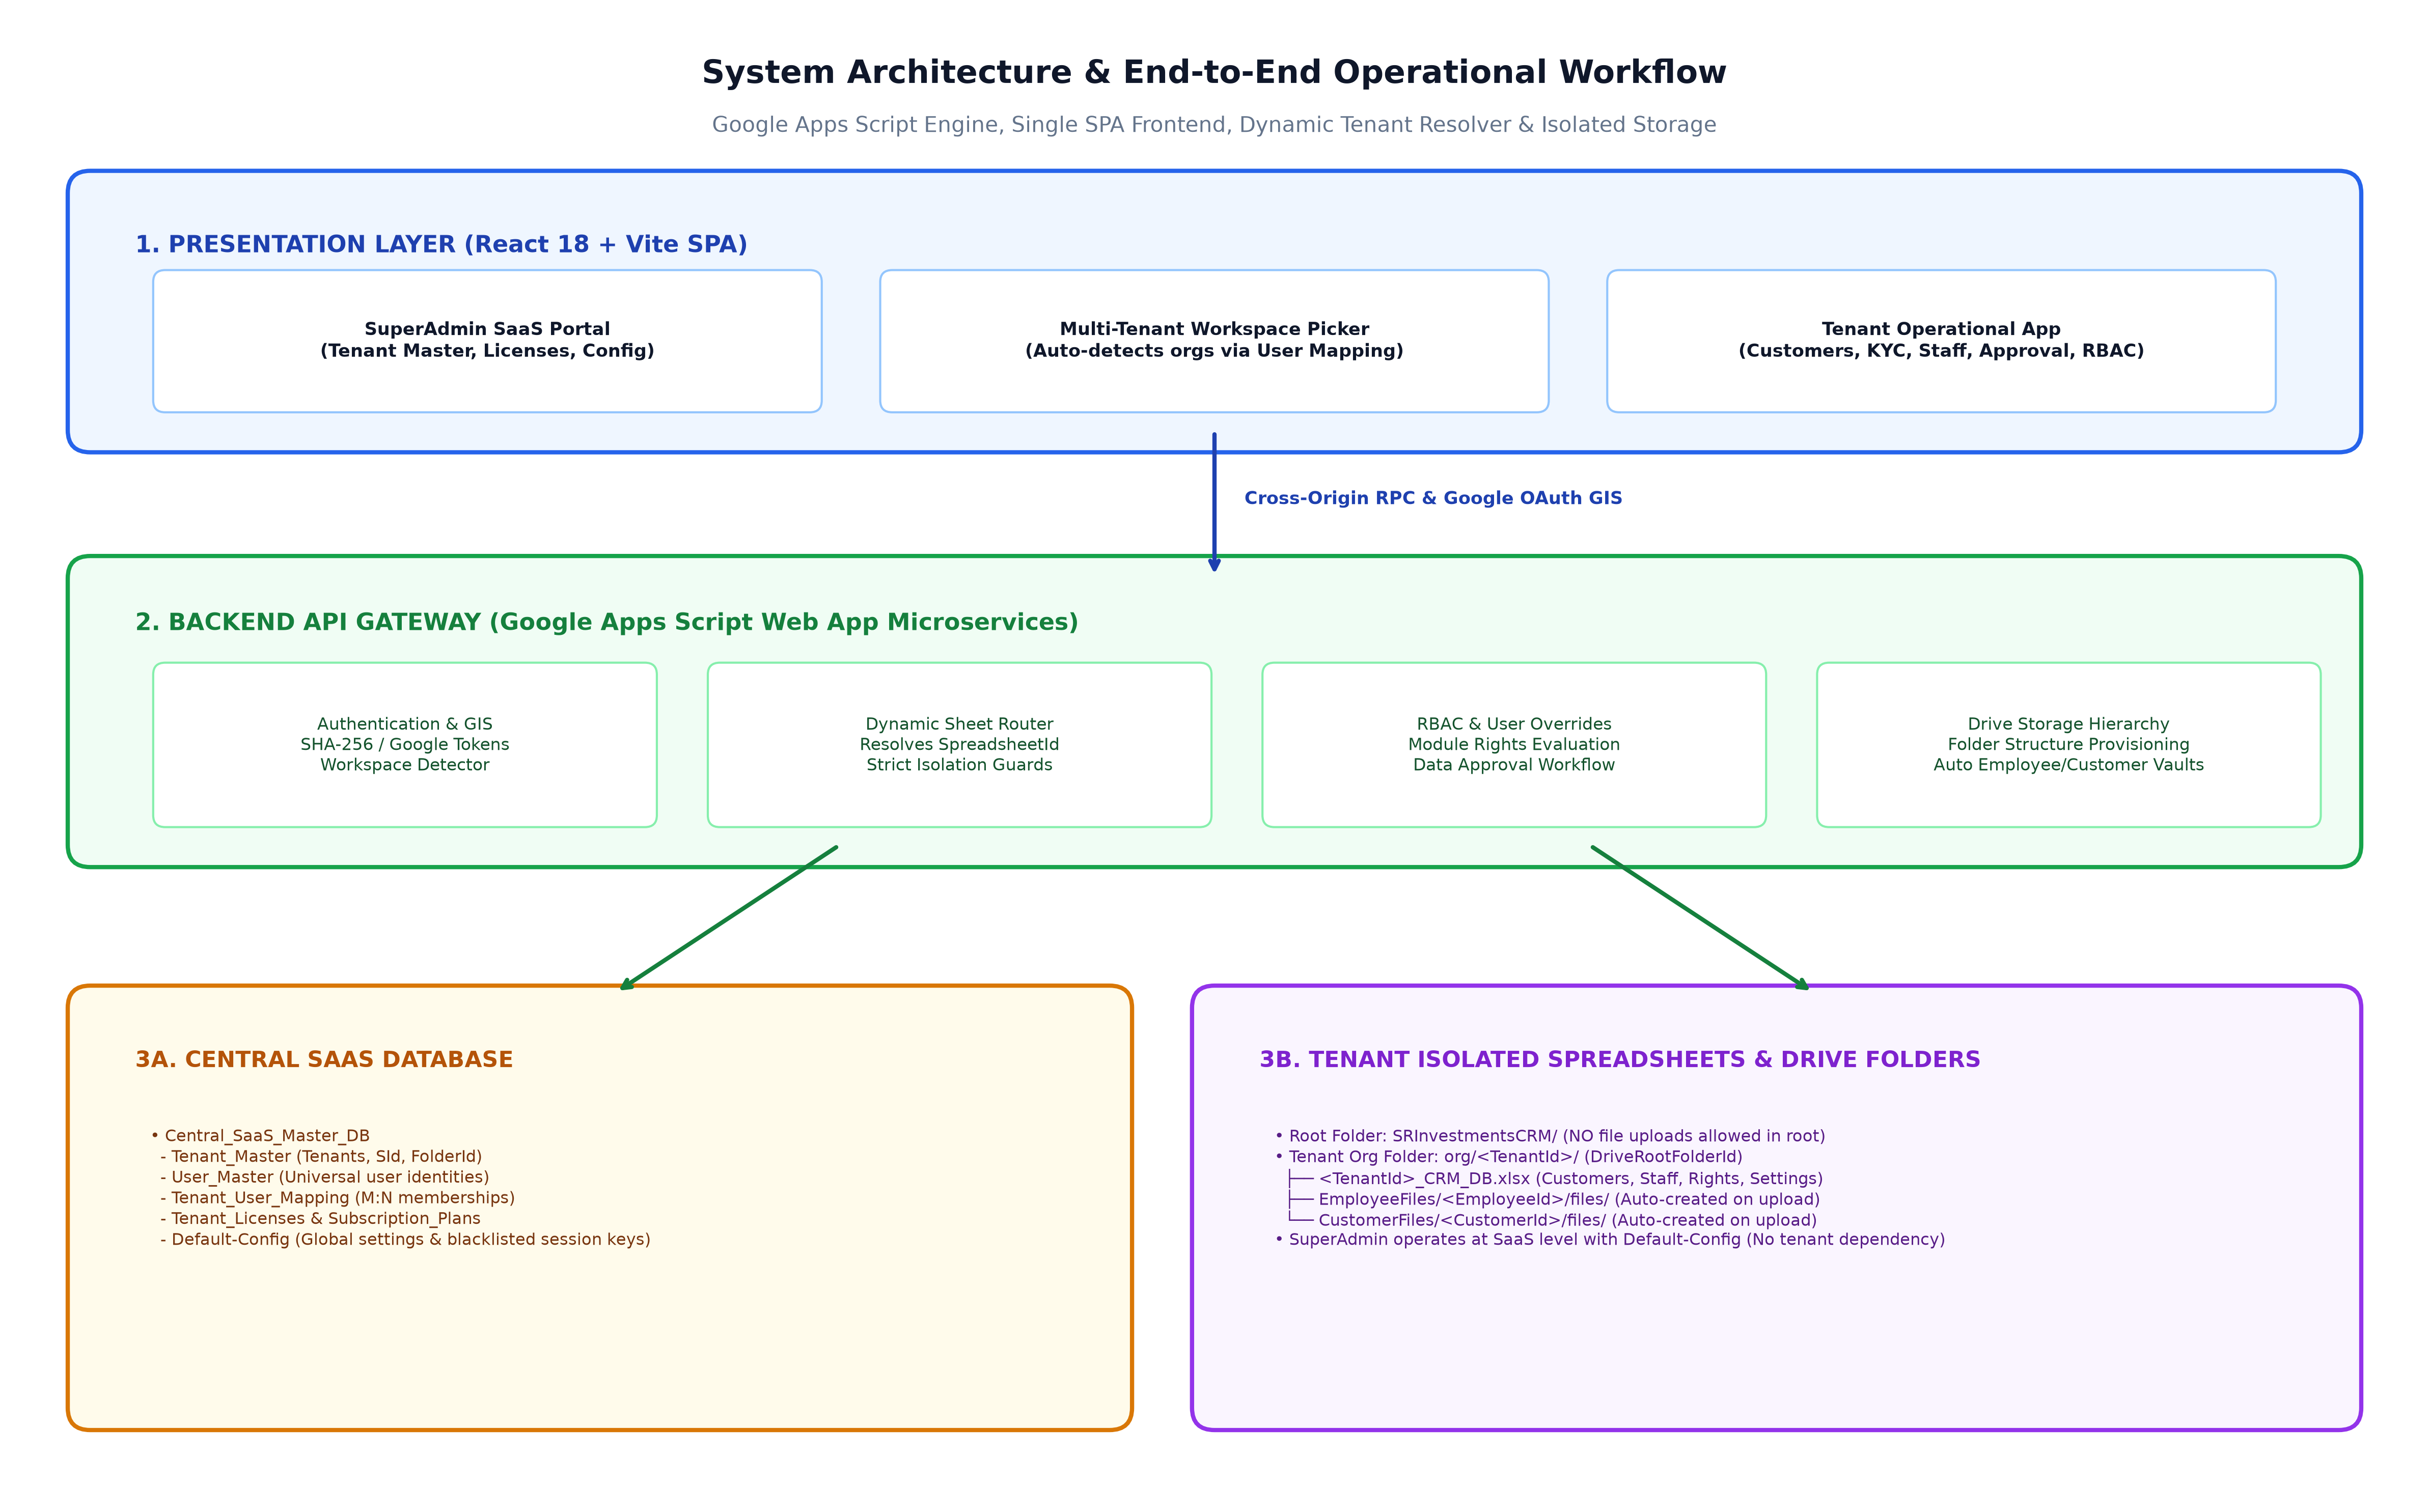 System Architecture & End-to-End Operational Workflow
Google Apps Script Engine, Single SPA Frontend, Dynamic Tenant Resolver & Isolated Storage
1. PRESENTATION LAYER (React 18 + Vite SPA)
SuperAdmin SaaS Portal
(Tenant Master, Licenses, Config)
Multi-Tenant Workspace Picker
(Auto-detects orgs via User Mapping)
Tenant Operational App
(Customers, KYC, Staff, Approval, RBAC)
Cross-Origin RPC & Google OAuth GIS
2. BACKEND API GATEWAY (Google Apps Script Web App Microservices)
Authentication & GIS
SHA-256 / Google Tokens
Workspace Detector
Dynamic Sheet Router
Resolves SpreadsheetId
Strict Isolation Guards
RBAC & User Overrides
Module Rights Evaluation
Data Approval Workflow
Drive Storage Hierarchy
Folder Structure Provisioning
Auto Employee/Customer Vaults
3A. CENTRAL SAAS DATABASE
• Central_SaaS_Master_DB
- Tenant_Master (Tenants, SId, FolderId)
- User_Master (Universal user identities)
- Tenant_User_Mapping (M:N memberships)
- Tenant_Licenses & Subscription_Plans
- Default-Config (Global settings & blacklisted session keys)
3B. TENANT ISOLATED SPREADSHEETS & DRIVE FOLDERS
• Root Folder: SRInvestmentsCRM/ (NO file uploads allowed in root)
• Tenant Org Folder: org/<TenantId>/ (DriveRootFolderId)
├── <TenantId>_CRM_DB.xlsx (Customers, Staff, Rights, Settings)
├── EmployeeFiles/<EmployeeId>/files/ (Auto-created on upload)
└── CustomerFiles/<CustomerId>/files/ (Auto-created on upload)
• SuperAdmin operates at SaaS level with Default-Config (No tenant dependency)